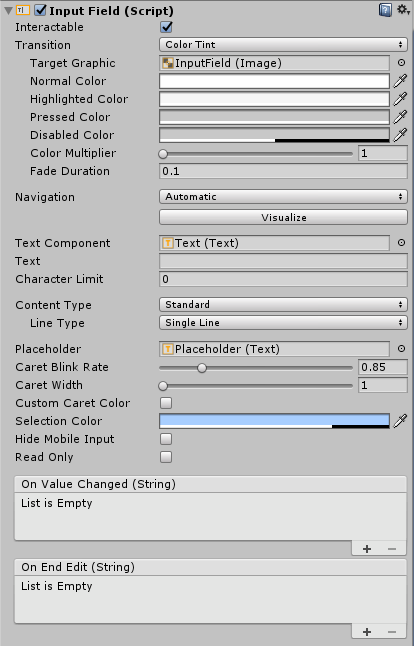 Input Field (Script)
Interactable
Transition Color Tint
Target Graphic InputField (Image)
Normal Color
Highlighted Color
Pressed Color
Disabled Color
Color Multiplier 1
Fade Duration 0.1
Navigation Automatic
Visualize
Text Component Text (Text)
Text
Character Limit 0
Content Type Standard
Line Type Single Line
Placeholder Placeholder (Text)
Caret Blink Rate 0.85
Caret Width 1
Custom Caret Color
Selection Color
Hide Mobile Input
Read Only
On Value Changed (String)
List is Empty
+ −
On End Edit (String)
List is Empty
+ −